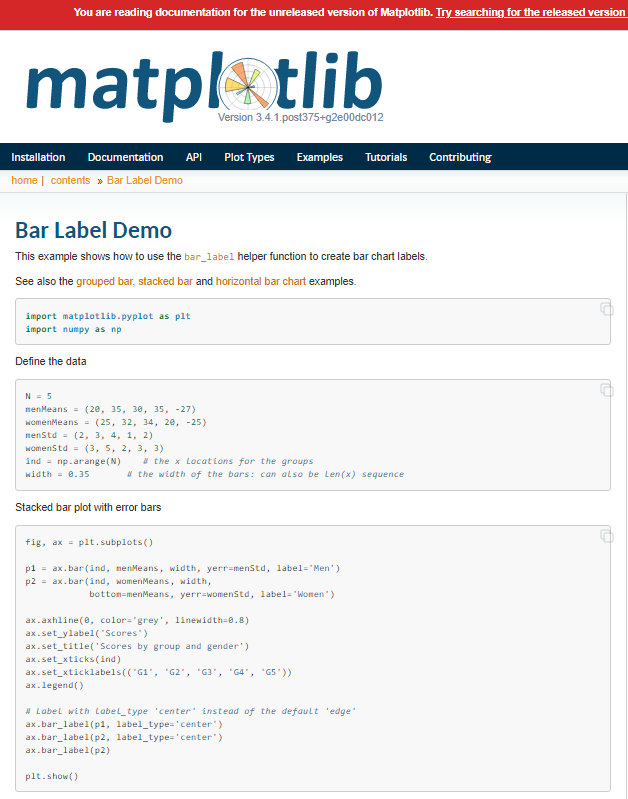 You are reading documentation for the unreleased version of Matplotlib. Try searching for the released version
matplotlib
Version 3.4.1.post375+g2e00dc012
Installation Documentation API Plot Types Examples Tutorials Contributing
home | contents » Bar Label Demo
Bar Label Demo
This example shows how to use the bar_label helper function to create bar chart labels.
See also the grouped bar, stacked bar and horizontal bar chart examples.
import matplotlib.pyplot as plt
import numpy as np
Define the data
N = 5
menMeans = (20, 35, 30, 35, -27)
womenMeans = (25, 32, 34, 20, -25)
menStd = (2, 3, 4, 1, 2)
womenStd = (3, 5, 2, 3, 3)
ind = np.arange(N)    # the x locations for the groups
width = 0.35       # the width of the bars: can also be len(x) sequence
Stacked bar plot with error bars
fig, ax = plt.subplots()
p1 = ax.bar(ind, menMeans, width, yerr=menStd, label='Men')
p2 = ax.bar(ind, womenMeans, width,
            bottom=menMeans, yerr=womenStd, label='Women')
ax.axhline(0, color='grey', linewidth=0.8)
ax.set_ylabel('Scores')
ax.set_title('Scores by group and gender')
ax.set_xticks(ind)
ax.set_xticklabels(('G1', 'G2', 'G3', 'G4', 'G5'))
ax.legend()
# Label with label_type 'center' instead of the default 'edge'
ax.bar_label(p1, label_type='center')
ax.bar_label(p2, label_type='center')
ax.bar_label(p2)
plt.show()